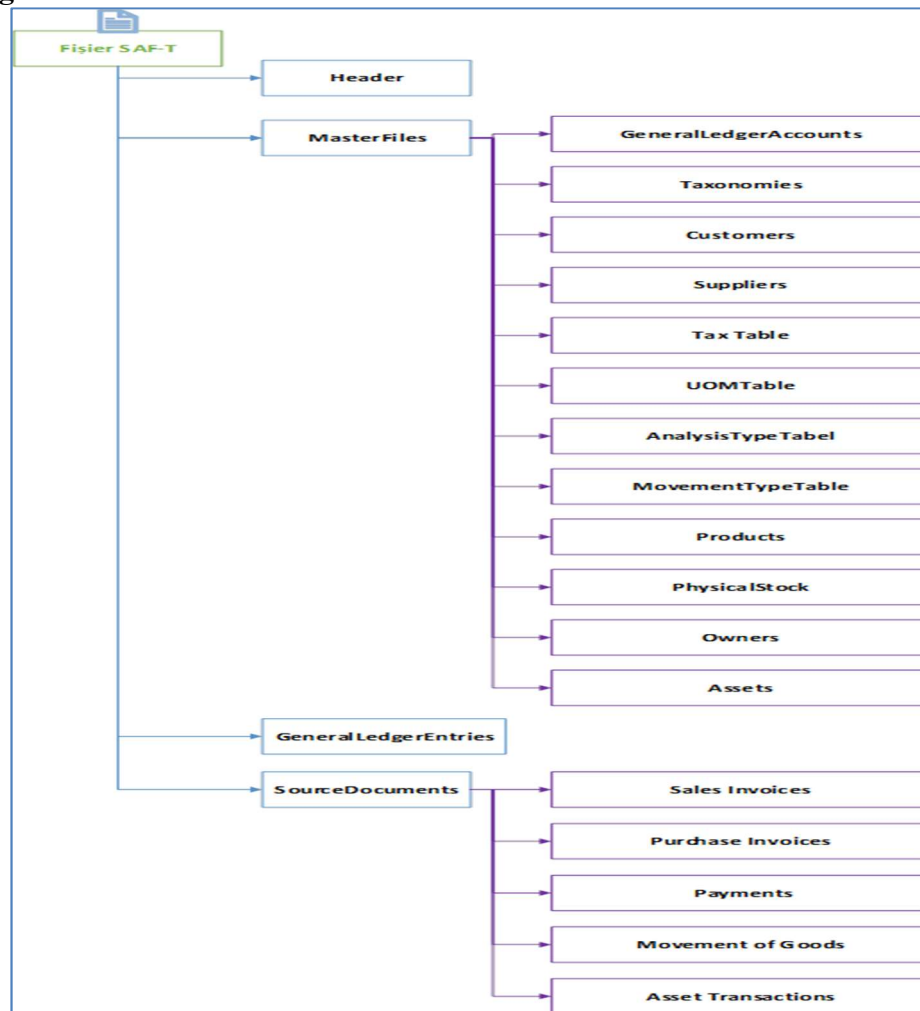 g
Fișier SAF-T
Header
MasterFiles
GeneralLedgerAccounts
Taxonomies
Customers
Suppliers
Tax Table
UOMTable
AnalysisTypeTabel
MovementTypeTable
Products
PhysicalStock
Owners
Assets
GeneralLedgerEntries
SourceDocuments
Sales Invoices
Purchase Invoices
Payments
Movement of Goods
Asset Transactions